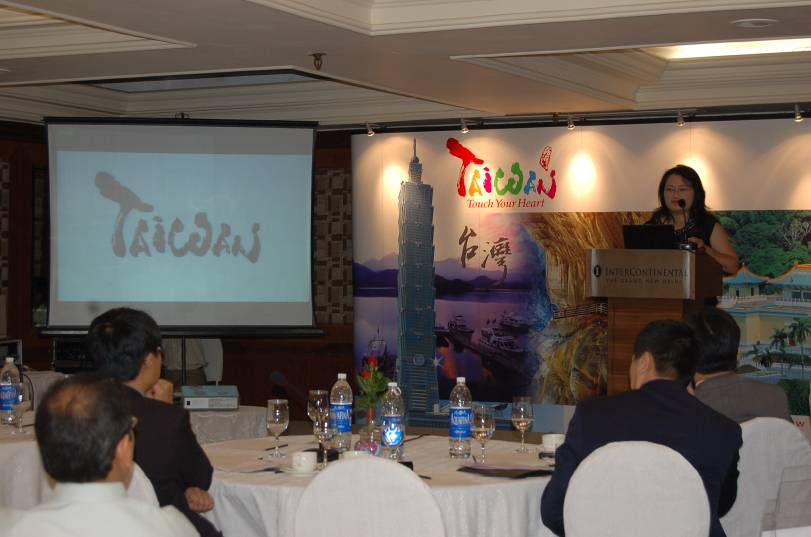 TAIWAN
TAIWAN
Touch Your Heart
台灣
INTERCONTINENTAL
THE GRAND NEW DELHI
AQUAFINA
W